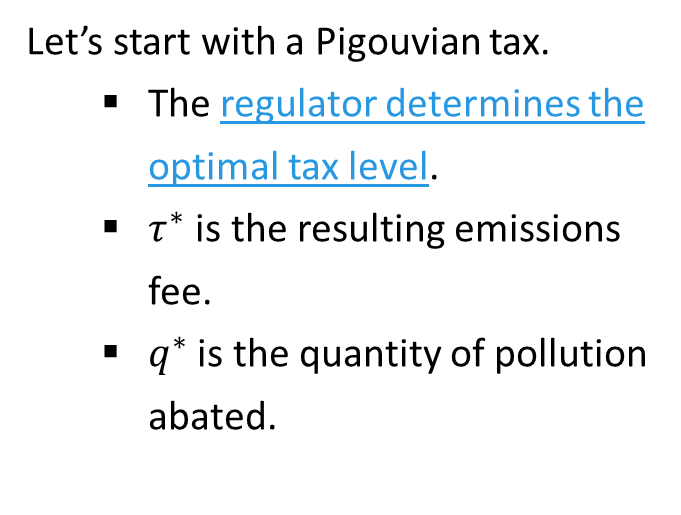 Let’s start with a Pigouvian tax.
▪ The regulator determines the
optimal tax level.
▪ τ* is the resulting emissions
fee.
▪ q* is the quantity of pollution
abated.